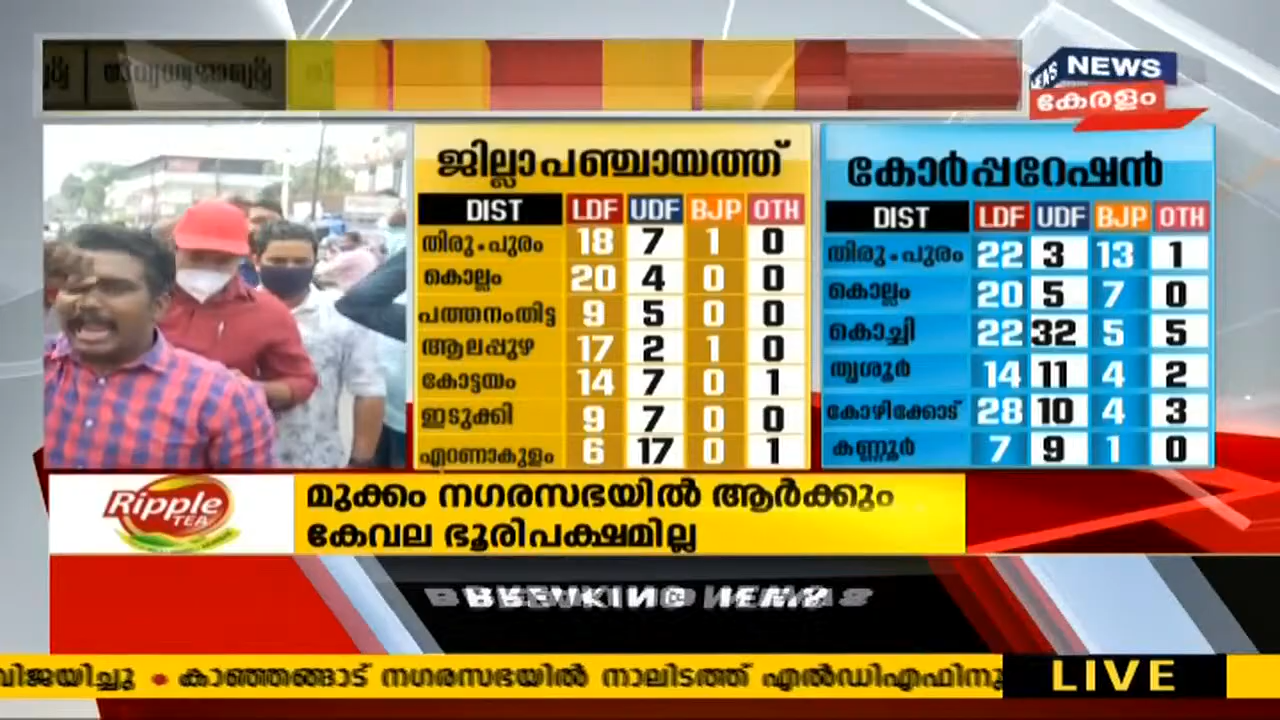 NEWS
NEWS
കേരളം
ജില്ലാ പഞ്ചായത്ത്
DIST LDF UDF BJP OTH
തിരു.പുരം 18 7 1 0
കൊല്ലം 20 4 0 0
പത്തനംതിട്ട 9 5 0 0
ആലപ്പുഴ 17 2 1 0
കോട്ടയം 14 7 0 1
ഇടുക്കി 9 7 0 0
എറണാകുളം 6 17 0 1
കോർപ്പറേഷൻ
DIST LDF UDF BJP OTH
തിരു.പുരം 22 3 13 1
കൊല്ലം 20 5 7 0
കൊച്ചി 22 32 5 5
തൃശൂർ 14 11 4 2
കോഴിക്കോട് 28 10 4 3
കണ്ണൂർ 7 9 1 0
Ripple
TEA
മുക്കം നഗരസഭയിൽ ആർക്കും
കേവല ഭൂരിപക്ഷമില്ല
BREAKING NEWS
വിജയിച്ചു • കാഞ്ഞങ്ങാട് നഗരസഭയിൽ നാലിടത്ത് എൽഡിഎഫിനു
LIVE